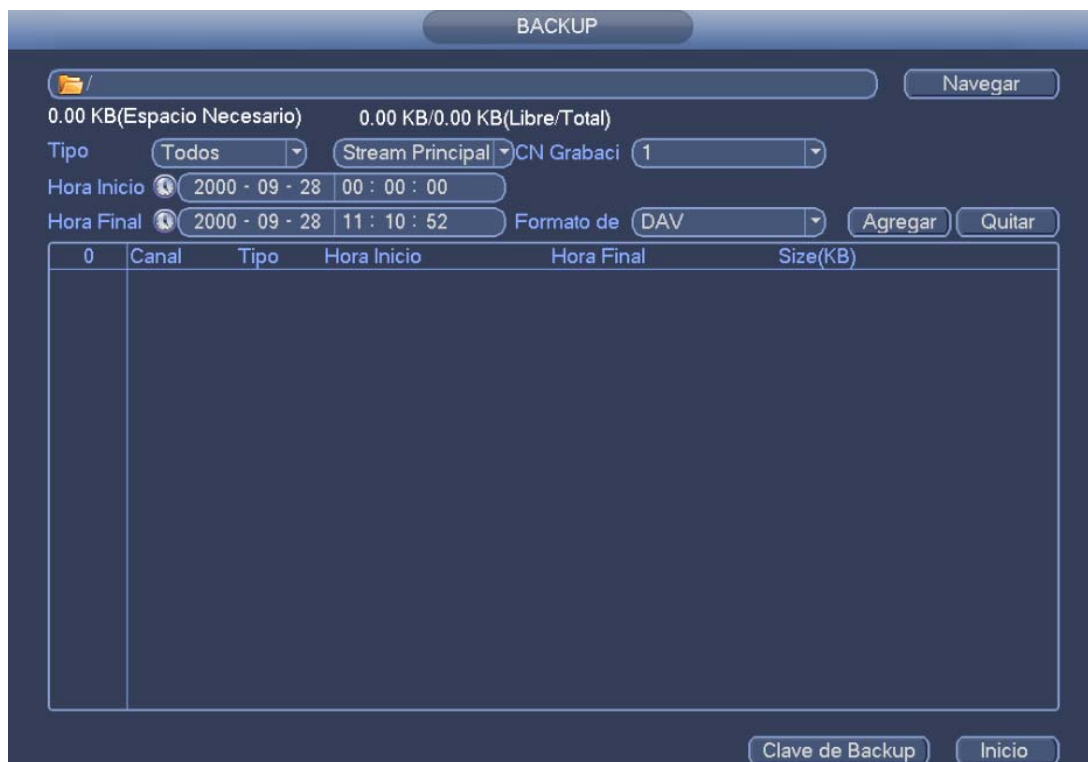 BACKUP
/ Navegar
0.00 KB(Espacio Necesario) 0.00 KB/0.00 KB(Libre/Total)
Tipo Todos Stream Principal CN Grabaci 1
Hora Inicio 2000 - 09 - 28 00 : 00 : 00
Hora Final 2000 - 09 - 28 11 : 10 : 52 Formato de DAV Agregar Quitar
0 Canal Tipo Hora Inicio Hora Final Size(KB)
Clave de Backup Inicio